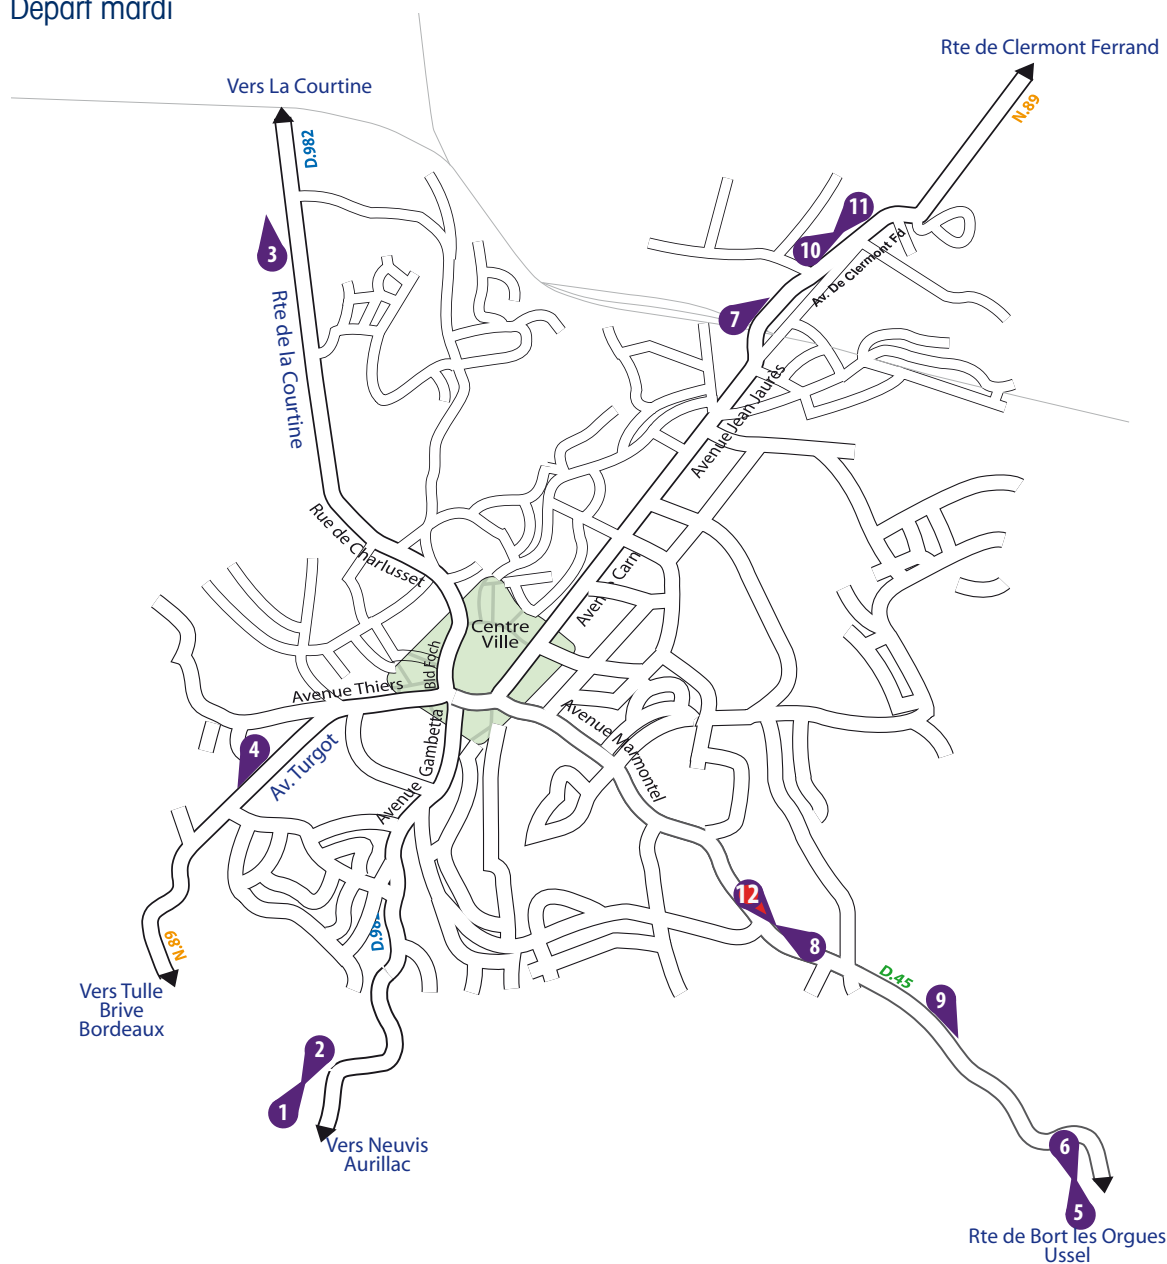 Départ mardi
Rte de Clermont Ferrand
Vers La Courtine
N.89
D.982
11
3
10
Av. De Clermont Fd
7
Rte de la Courtine
Avenue Jean Jaurès
Rue de Charlusset
Centre
Ville
Bld Foch
Avenue Thiers
Avenue Marmontel
Gambetta
Avenue
4
Av. Turgot
12
8
N.89
D.45
9
Vers Tulle
Brive
Bordeaux
2
1
Vers Neuvis
Aurillac
6
5
Rte de Bort les Orgues
Ussel